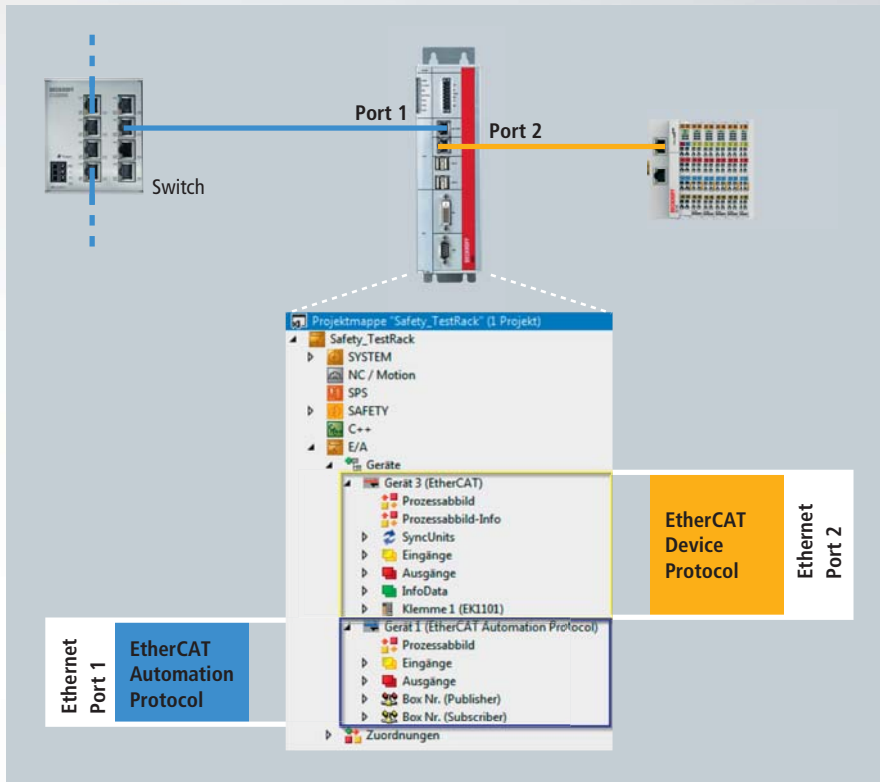 BECKHOFF
Port 1
Port 2
Switch
BECKHOFF
Projektmappe "Safety_TestRack" (1 Projekt)
Safety_TestRack
SYSTEM
NC / Motion
SPS
SAFETY
C++
E/A
Geräte
Gerät 3 (EtherCAT)
Prozessabbild
Prozessabbild-Info
SyncUnits
Eingänge
Ausgänge
InfoData
Klemme 1 (EK1101)
Gerät 1 (EtherCAT Automation Protocol)
Prozessabbild
Eingänge
Ausgänge
Box Nr. (Publisher)
Box Nr. (Subscriber)
Zuordnungen
EtherCAT
Device
Protocol
Ethernet
Port 2
Ethernet
Port 1
EtherCAT
Automation
Protocol